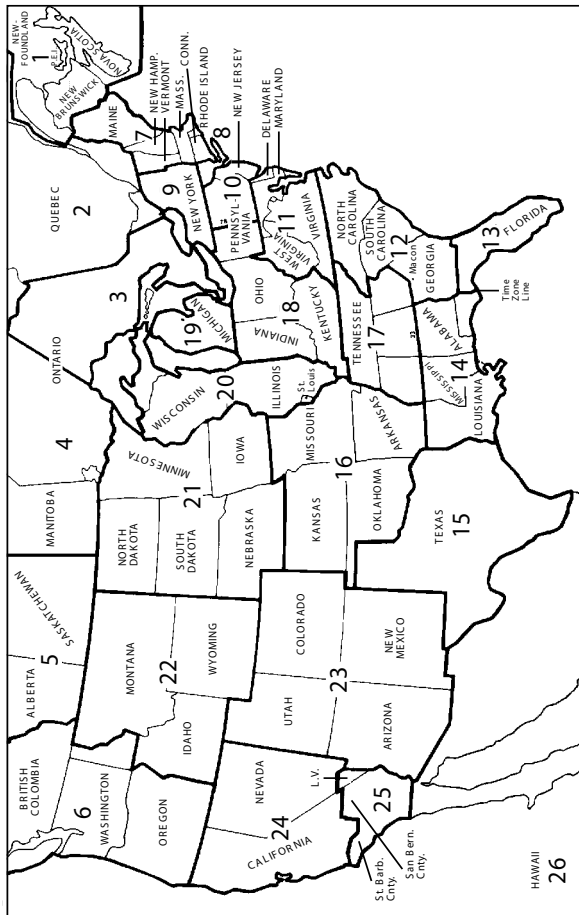 NEW-
FOUNDLAND
1
P.E.I.
NOVA SCOTIA
NEW
BRUNSWICK
QUEBEC
2
ONTARIO
3
4
MANITOBA
SASKATCHEWAN
5
ALBERTA
BRITISH
COLOMBIA
6
WASHINGTON
OREGON
MAINE
7
NEW HAMP.
VERMONT
MASS.
CONN.
RHODE ISLAND
8
NEW JERSEY
DELAWARE
MARYLAND
9
NEW YORK
PENNSYL-
VANIA
10
11
WEST
VIRGINIA
VIRGINIA
NORTH
CAROLINA
SOUTH
CAROLINA
12
Macon
GEORGIA
13
FLORIDA
Time
Zone
Line
OHIO
INDIANA
18
KENTUCKY
TENNESSEE
17
ALABAMA
MISSISSIPPI
14
LOUISIANA
MICHIGAN
19
WISCONSIN
20
ILLINOIS
St.
Louis
MINNESOTA
21
IOWA
MISSOURI
16
ARKANSAS
NORTH
DAKOTA
SOUTH
DAKOTA
NEBRASKA
KANSAS
OKLAHOMA
TEXAS
15
MONTANA
22
WYOMING
IDAHO
COLORADO
UTAH
23
NEW
MEXICO
ARIZONA
NEVADA
24
CALIFORNIA
L.V.
25
San Bern.
Cnty.
St. Barb.
Cnty.
HAWAII
26